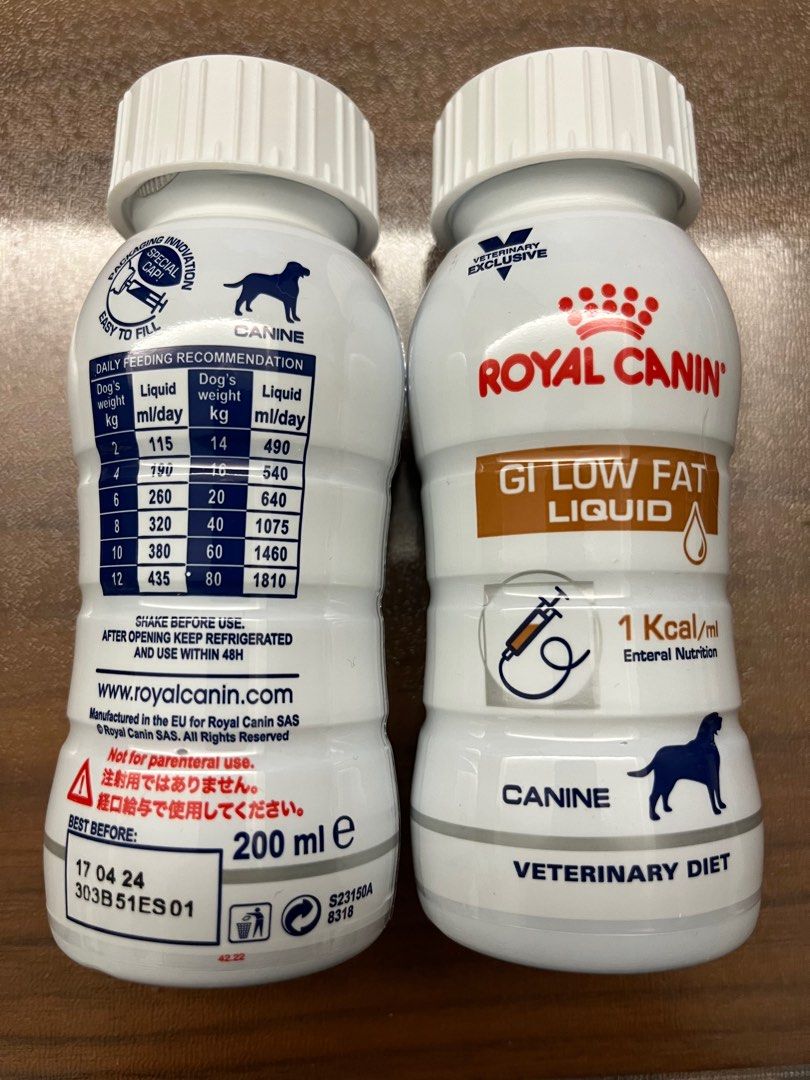 PACKAGING INNOVATION
SPECIAL CAP!
EASY TO FILL
CANINE
DAILY FEEDING RECOMMENDATION
Dog's weight kg Liquid ml/day Dog's weight kg Liquid ml/day
2 115 14 490
4 190 16 540
6 260 20 640
8 320 40 1075
10 380 60 1460
12 435 80 1810
SHAKE BEFORE USE.
AFTER OPENING KEEP REFRIGERATED
AND USE WITHIN 48H
www.royalcanin.com
Manufactured in the EU for Royal Canin SAS
© Royal Canin SAS. All Rights Reserved
Not for parenteral use.
注射用ではありません。
経口給与で使用してください。
BEST BEFORE:
17 04 24
303B51ES01
200 ml e
S23150A
8318
42.22
VETERINARY
EXCLUSIVE
ROYAL CANIN®
GI LOW FAT
LIQUID
1 Kcal/ml
Enteral Nutrition
CANINE
VETERINARY DIET